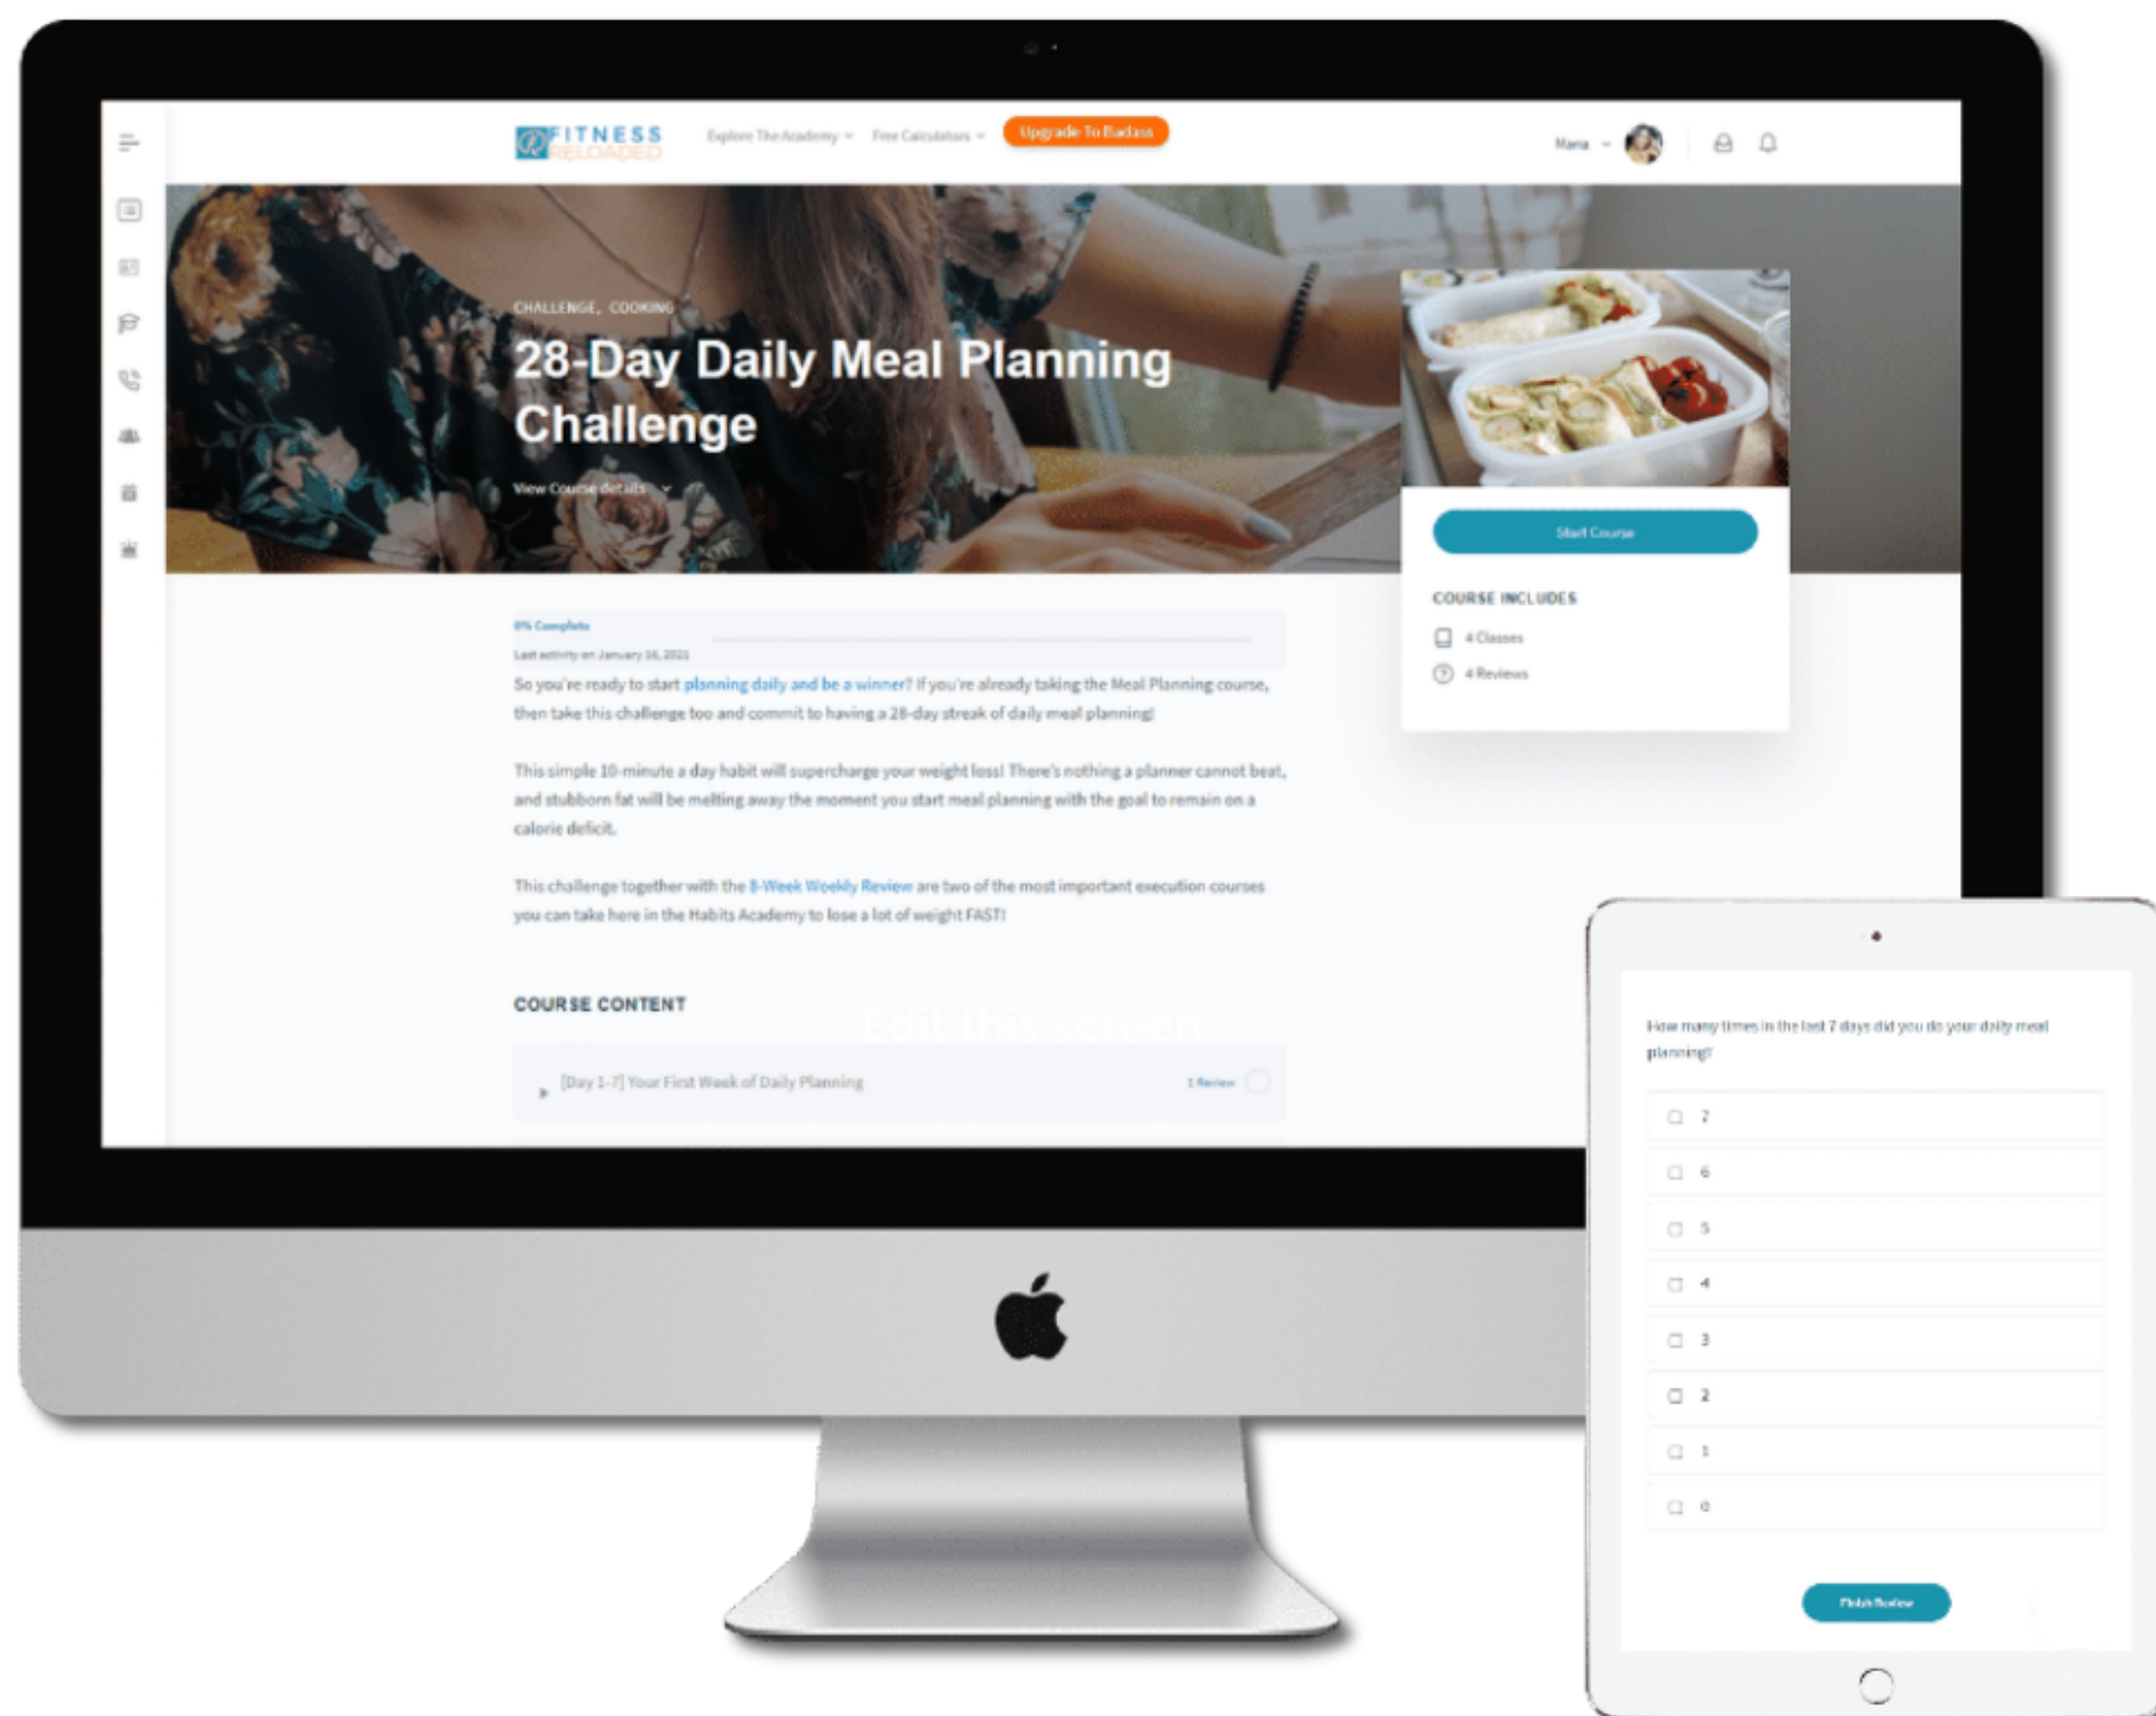 FITNESS
RELOADED
Explore The Academy
Free Calculators
Upgrade To Badass
Maria
CHALLENGE, COOKING
28-Day Daily Meal Planning
Challenge
View Course details
Start Course
COURSE INCLUDES
4 Classes
4 Reviews
0% Complete
Last activity on January 16, 2021
So you're ready to start planning daily and be a winner? If you're already taking the Meal Planning course,
then take this challenge too and commit to having a 28-day streak of daily meal planning!
This simple 10-minute a day habit will supercharge your weight loss! There's nothing a planner cannot beat,
and stubborn fat will be melting away the moment you start meal planning with the goal to remain on a
calorie deficit.
This challenge together with the 8-Week Weekly Review are two of the most important execution courses
you can take here in the Habits Academy to lose a lot of weight FAST!
COURSE CONTENT
Edit this screen
[Day 1-7] Your First Week of Daily Planning
1 Review
How many times in the last 7 days did you do your daily meal
planning?
7
6
5
4
3
2
1
0
Finish Review